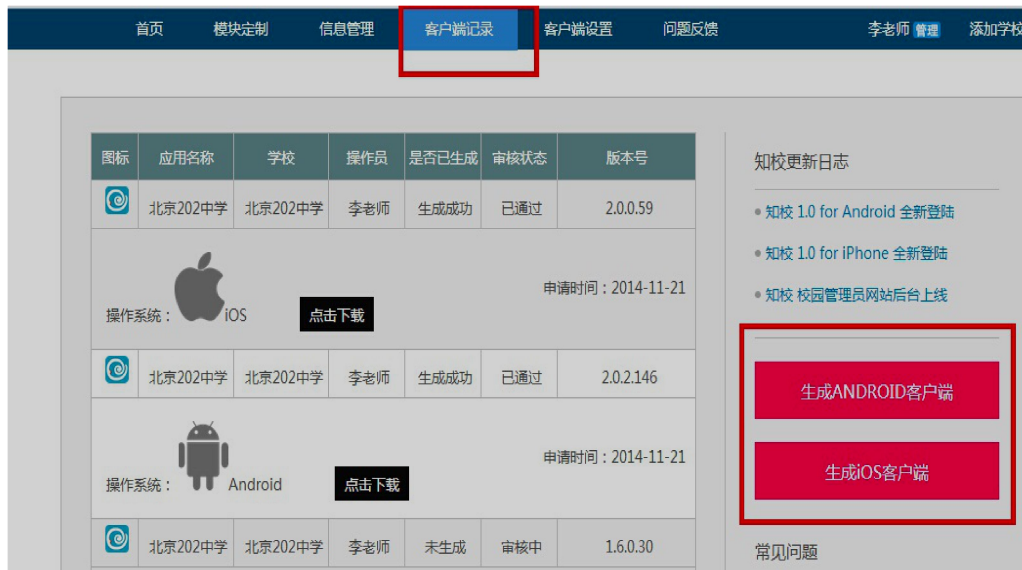 首页 模块定制 信息管理 客户端记录 客户端设置 问题反馈 李老师 管理 添加学校
图标 应用名称 学校 操作员 是否已生成 审核状态 版本号
北京202中学 北京202中学 李老师 生成成功 已通过 2.0.0.59
操作系统： iOS 点击下载 申请时间：2014-11-21
北京202中学 北京202中学 李老师 生成成功 已通过 2.0.2.146
操作系统： Android 点击下载 申请时间：2014-11-21
北京202中学 北京202中学 李老师 未生成 审核中 1.6.0.30
知校更新日志
知校 1.0 for Android 全新登陆
知校 1.0 for iPhone 全新登陆
知校 校园管理员网站后台上线
生成ANDROID客户端
生成iOS客户端
常见问题